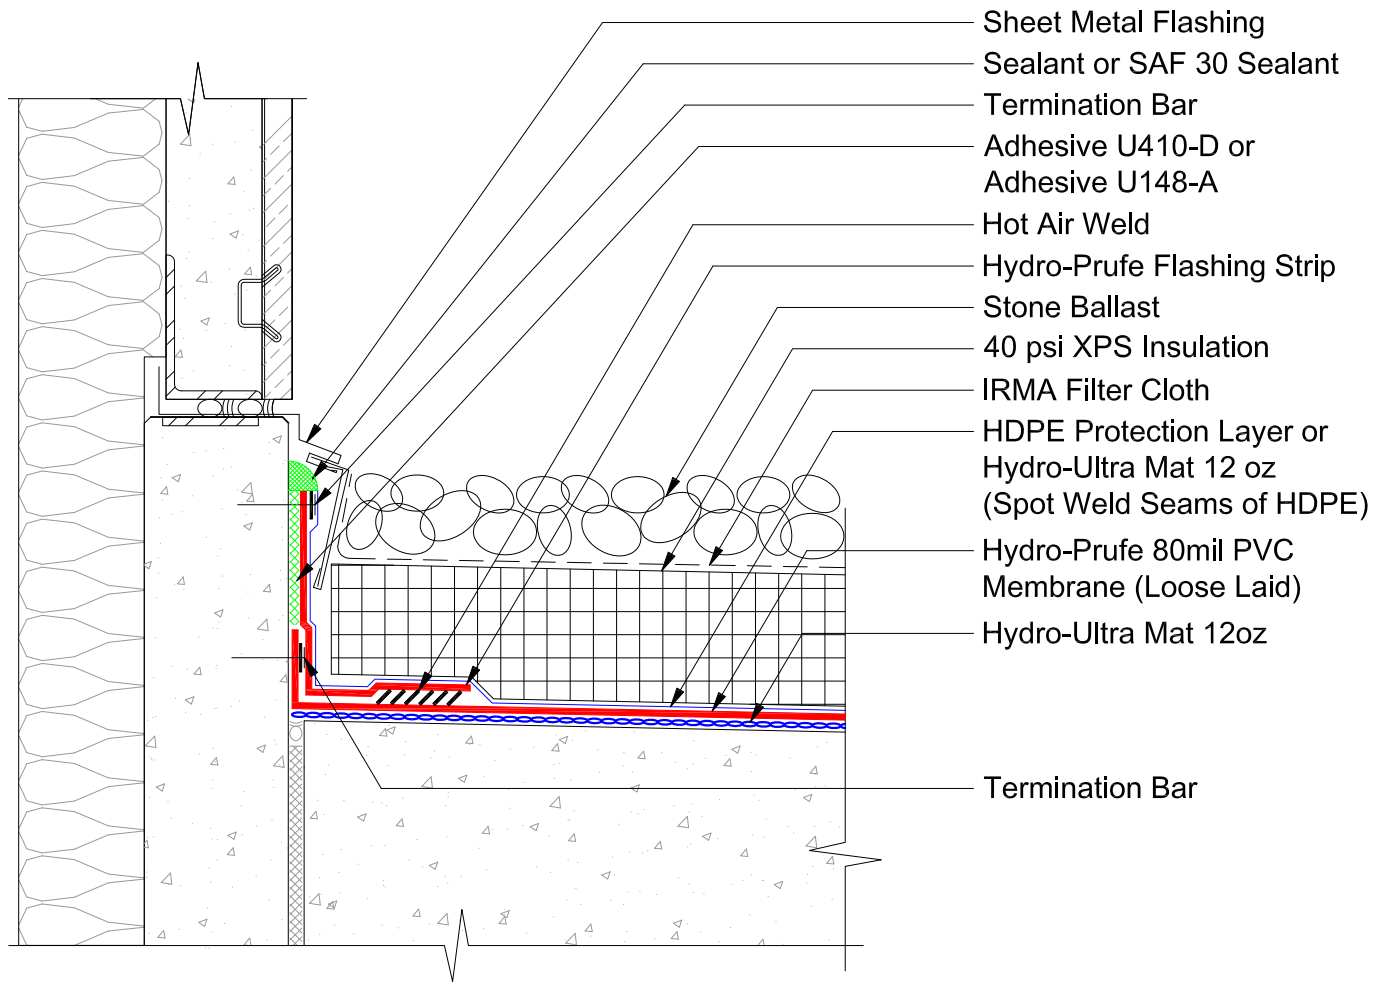 Sheet Metal Flashing
Sealant or SAF 30 Sealant
Termination Bar
Adhesive U410-D or
Adhesive U148-A
Hot Air Weld
Hydro-Prufe Flashing Strip
Stone Ballast
40 psi XPS Insulation
IRMA Filter Cloth
HDPE Protection Layer or
Hydro-Ultra Mat 12 oz
(Spot Weld Seams of HDPE)
Hydro-Prufe 80mil PVC
Membrane (Loose Laid)
Hydro-Ultra Mat 12oz
Termination Bar